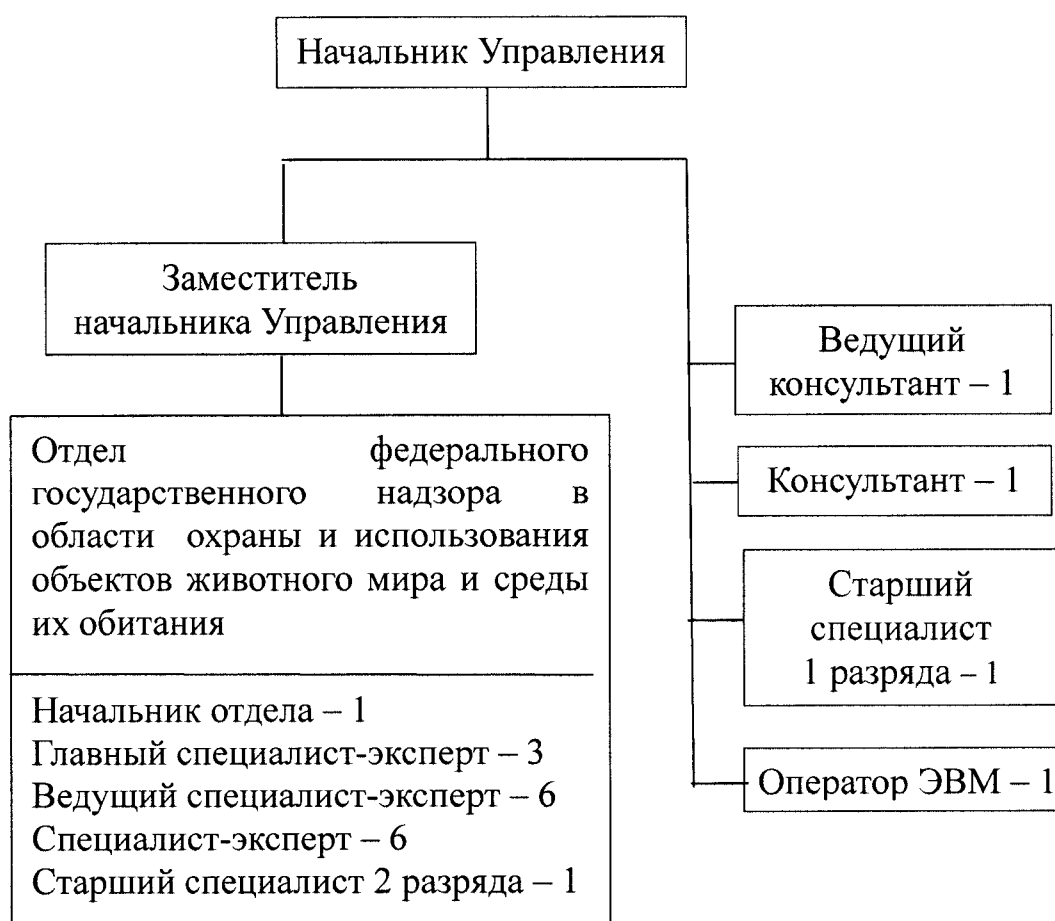 Начальник Управления
Заместитель
начальника Управления
Отдел федерального
государственного надзора в
области охраны и использования
объектов животного мира и среды
их обитания
Начальник отдела – 1
Главный специалист-эксперт – 3
Ведущий специалист-эксперт – 6
Специалист-эксперт – 6
Старший специалист 2 разряда – 1
Ведущий
консультант – 1
Консультант – 1
Старший
специалист
1 разряда – 1
Оператор ЭВМ – 1